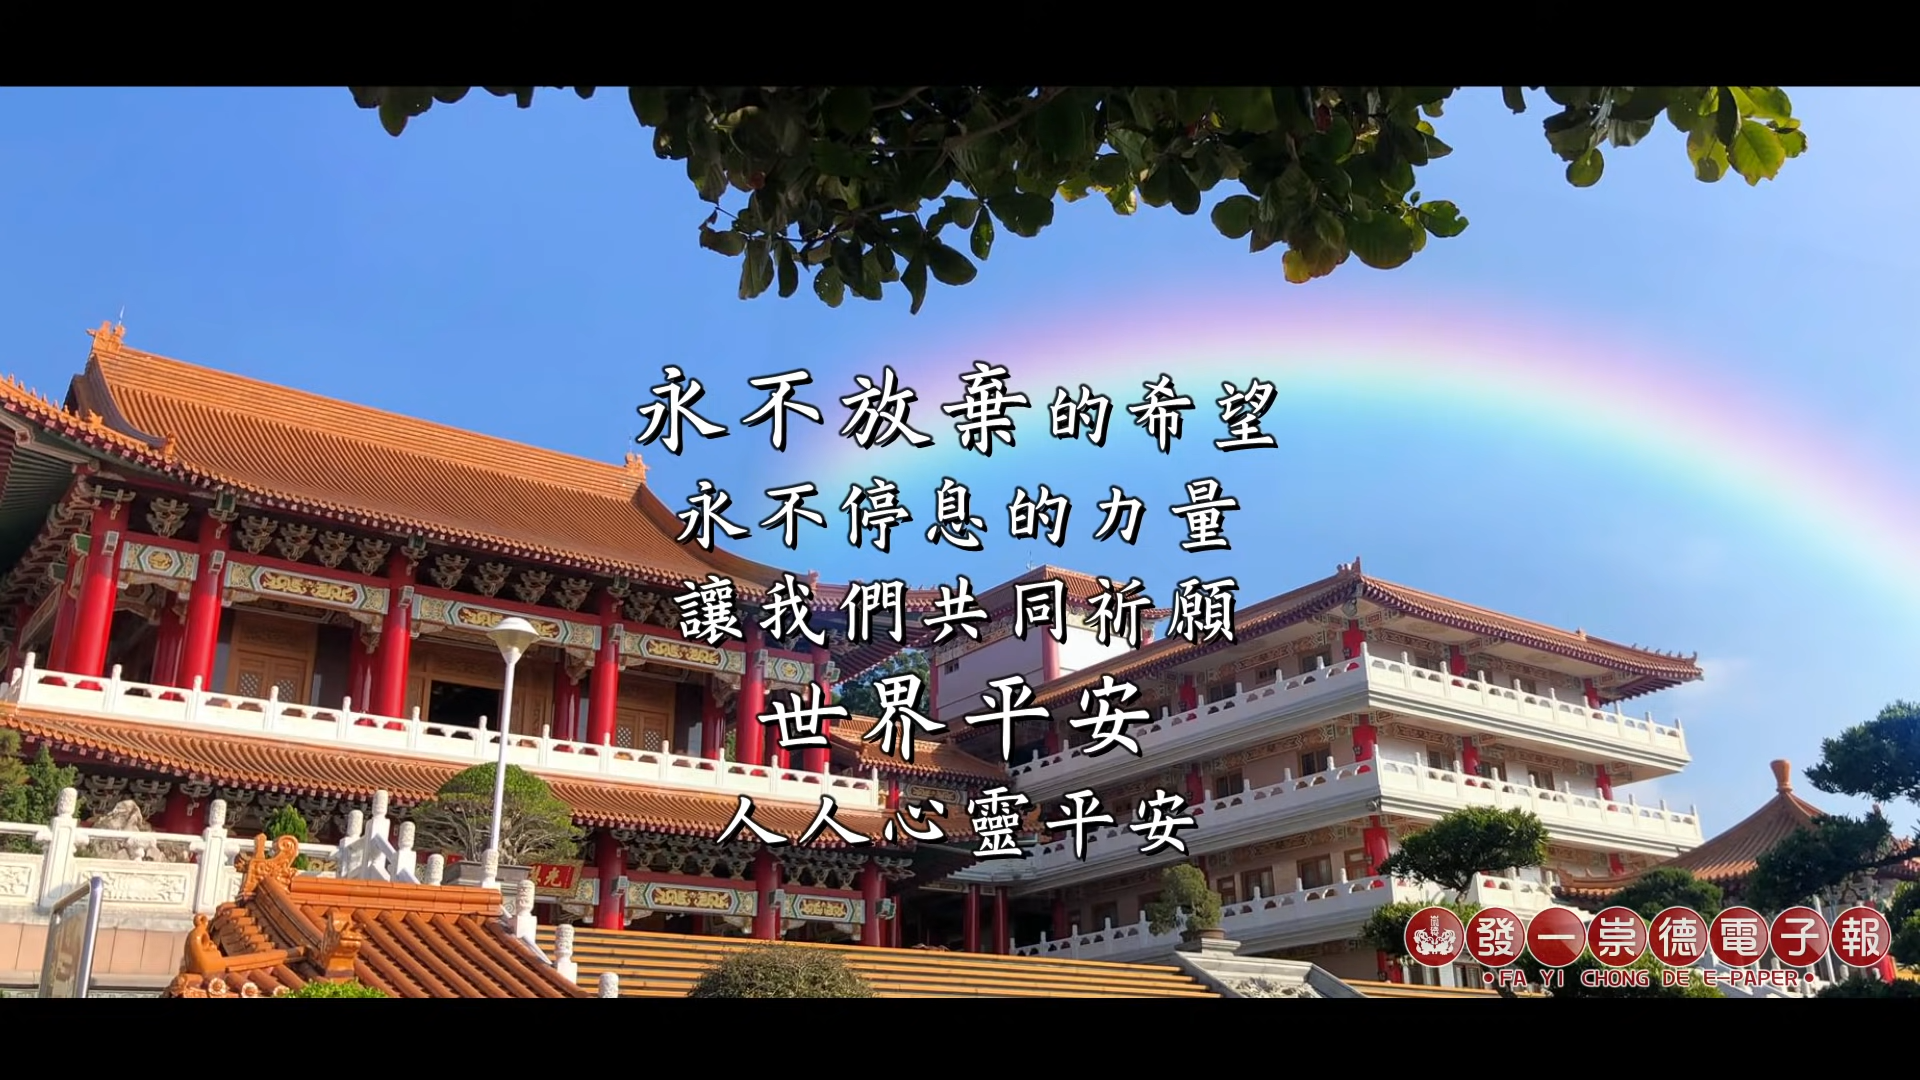 永不放棄的希望
永不停息的力量
讓我們共同祈願
世界平安
人人心靈平安
崇德
發一崇德電子報
•FA YI CHONG DE E-PAPER•